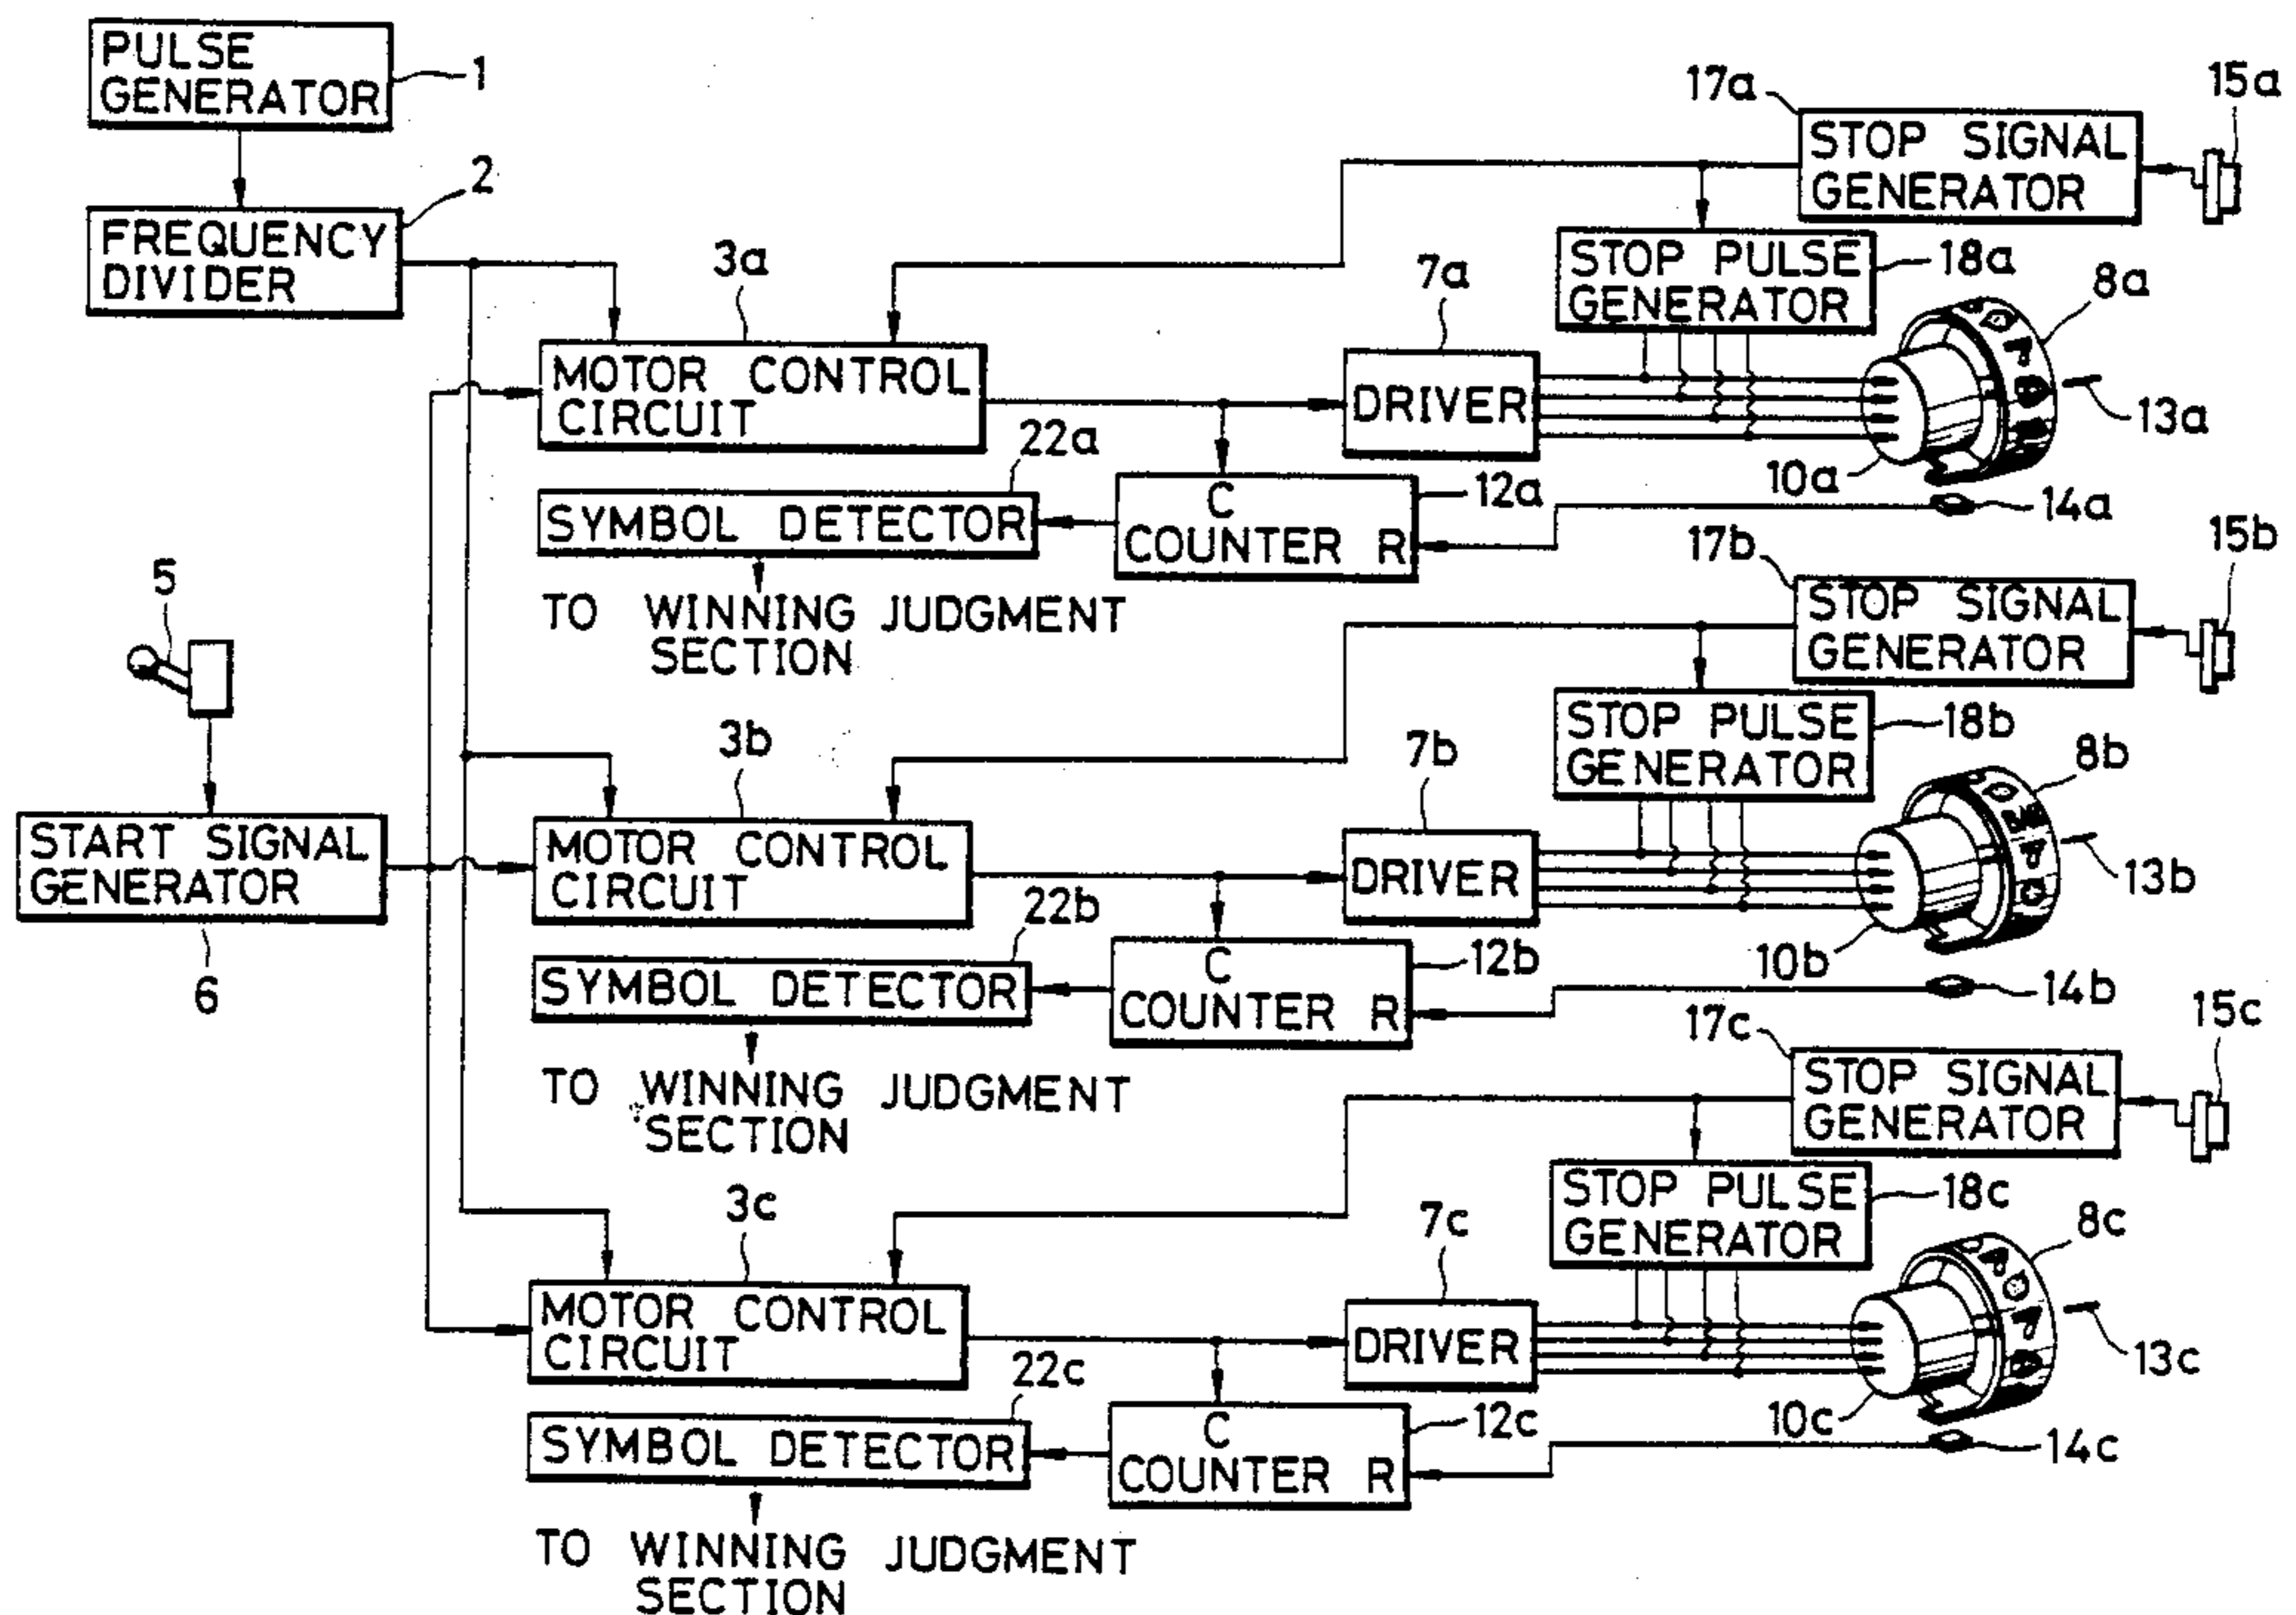 PULSE
GENERATOR
1
FREQUENCY
DIVIDER
2
17a
STOP SIGNAL
GENERATOR
15a
3a
MOTOR CONTROL
CIRCUIT
7a
DRIVER
STOP PULSE
GENERATOR
18a
8a
13a
10a
14a
22a
SYMBOL DETECTOR
C
COUNTER R
12a
TO WINNING JUDGMENT
SECTION
5
START SIGNAL
GENERATOR
6
17b
STOP SIGNAL
GENERATOR
15b
3b
MOTOR CONTROL
CIRCUIT
7b
DRIVER
STOP PULSE
GENERATOR
18b
8b
13b
10b
14b
22b
SYMBOL DETECTOR
C
COUNTER R
12b
TO WINNING JUDGMENT
SECTION
17c
STOP SIGNAL
GENERATOR
15c
3c
MOTOR CONTROL
CIRCUIT
7c
DRIVER
STOP PULSE
GENERATOR
18c
8c
13c
10c
14c
22c
SYMBOL DETECTOR
C
COUNTER R
12c
TO WINNING JUDGMENT
SECTION